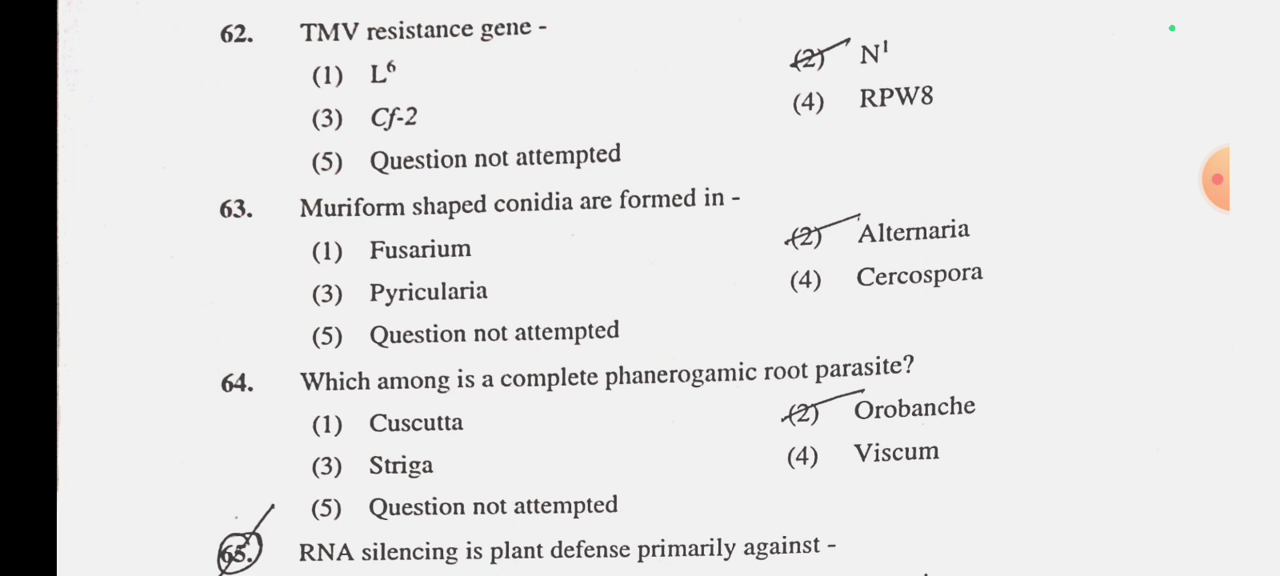 62. TMV resistance gene -
(1) L⁶ (2) N¹
(3) Cf-2 (4) RPW8
(5) Question not attempted
63. Muriform shaped conidia are formed in -
(1) Fusarium (2) Alternaria
(3) Pyricularia (4) Cercospora
(5) Question not attempted
64. Which among is a complete phanerogamic root parasite?
(1) Cuscutta (2) Orobanche
(3) Striga (4) Viscum
(5) Question not attempted
65. RNA silencing is plant defense primarily against -